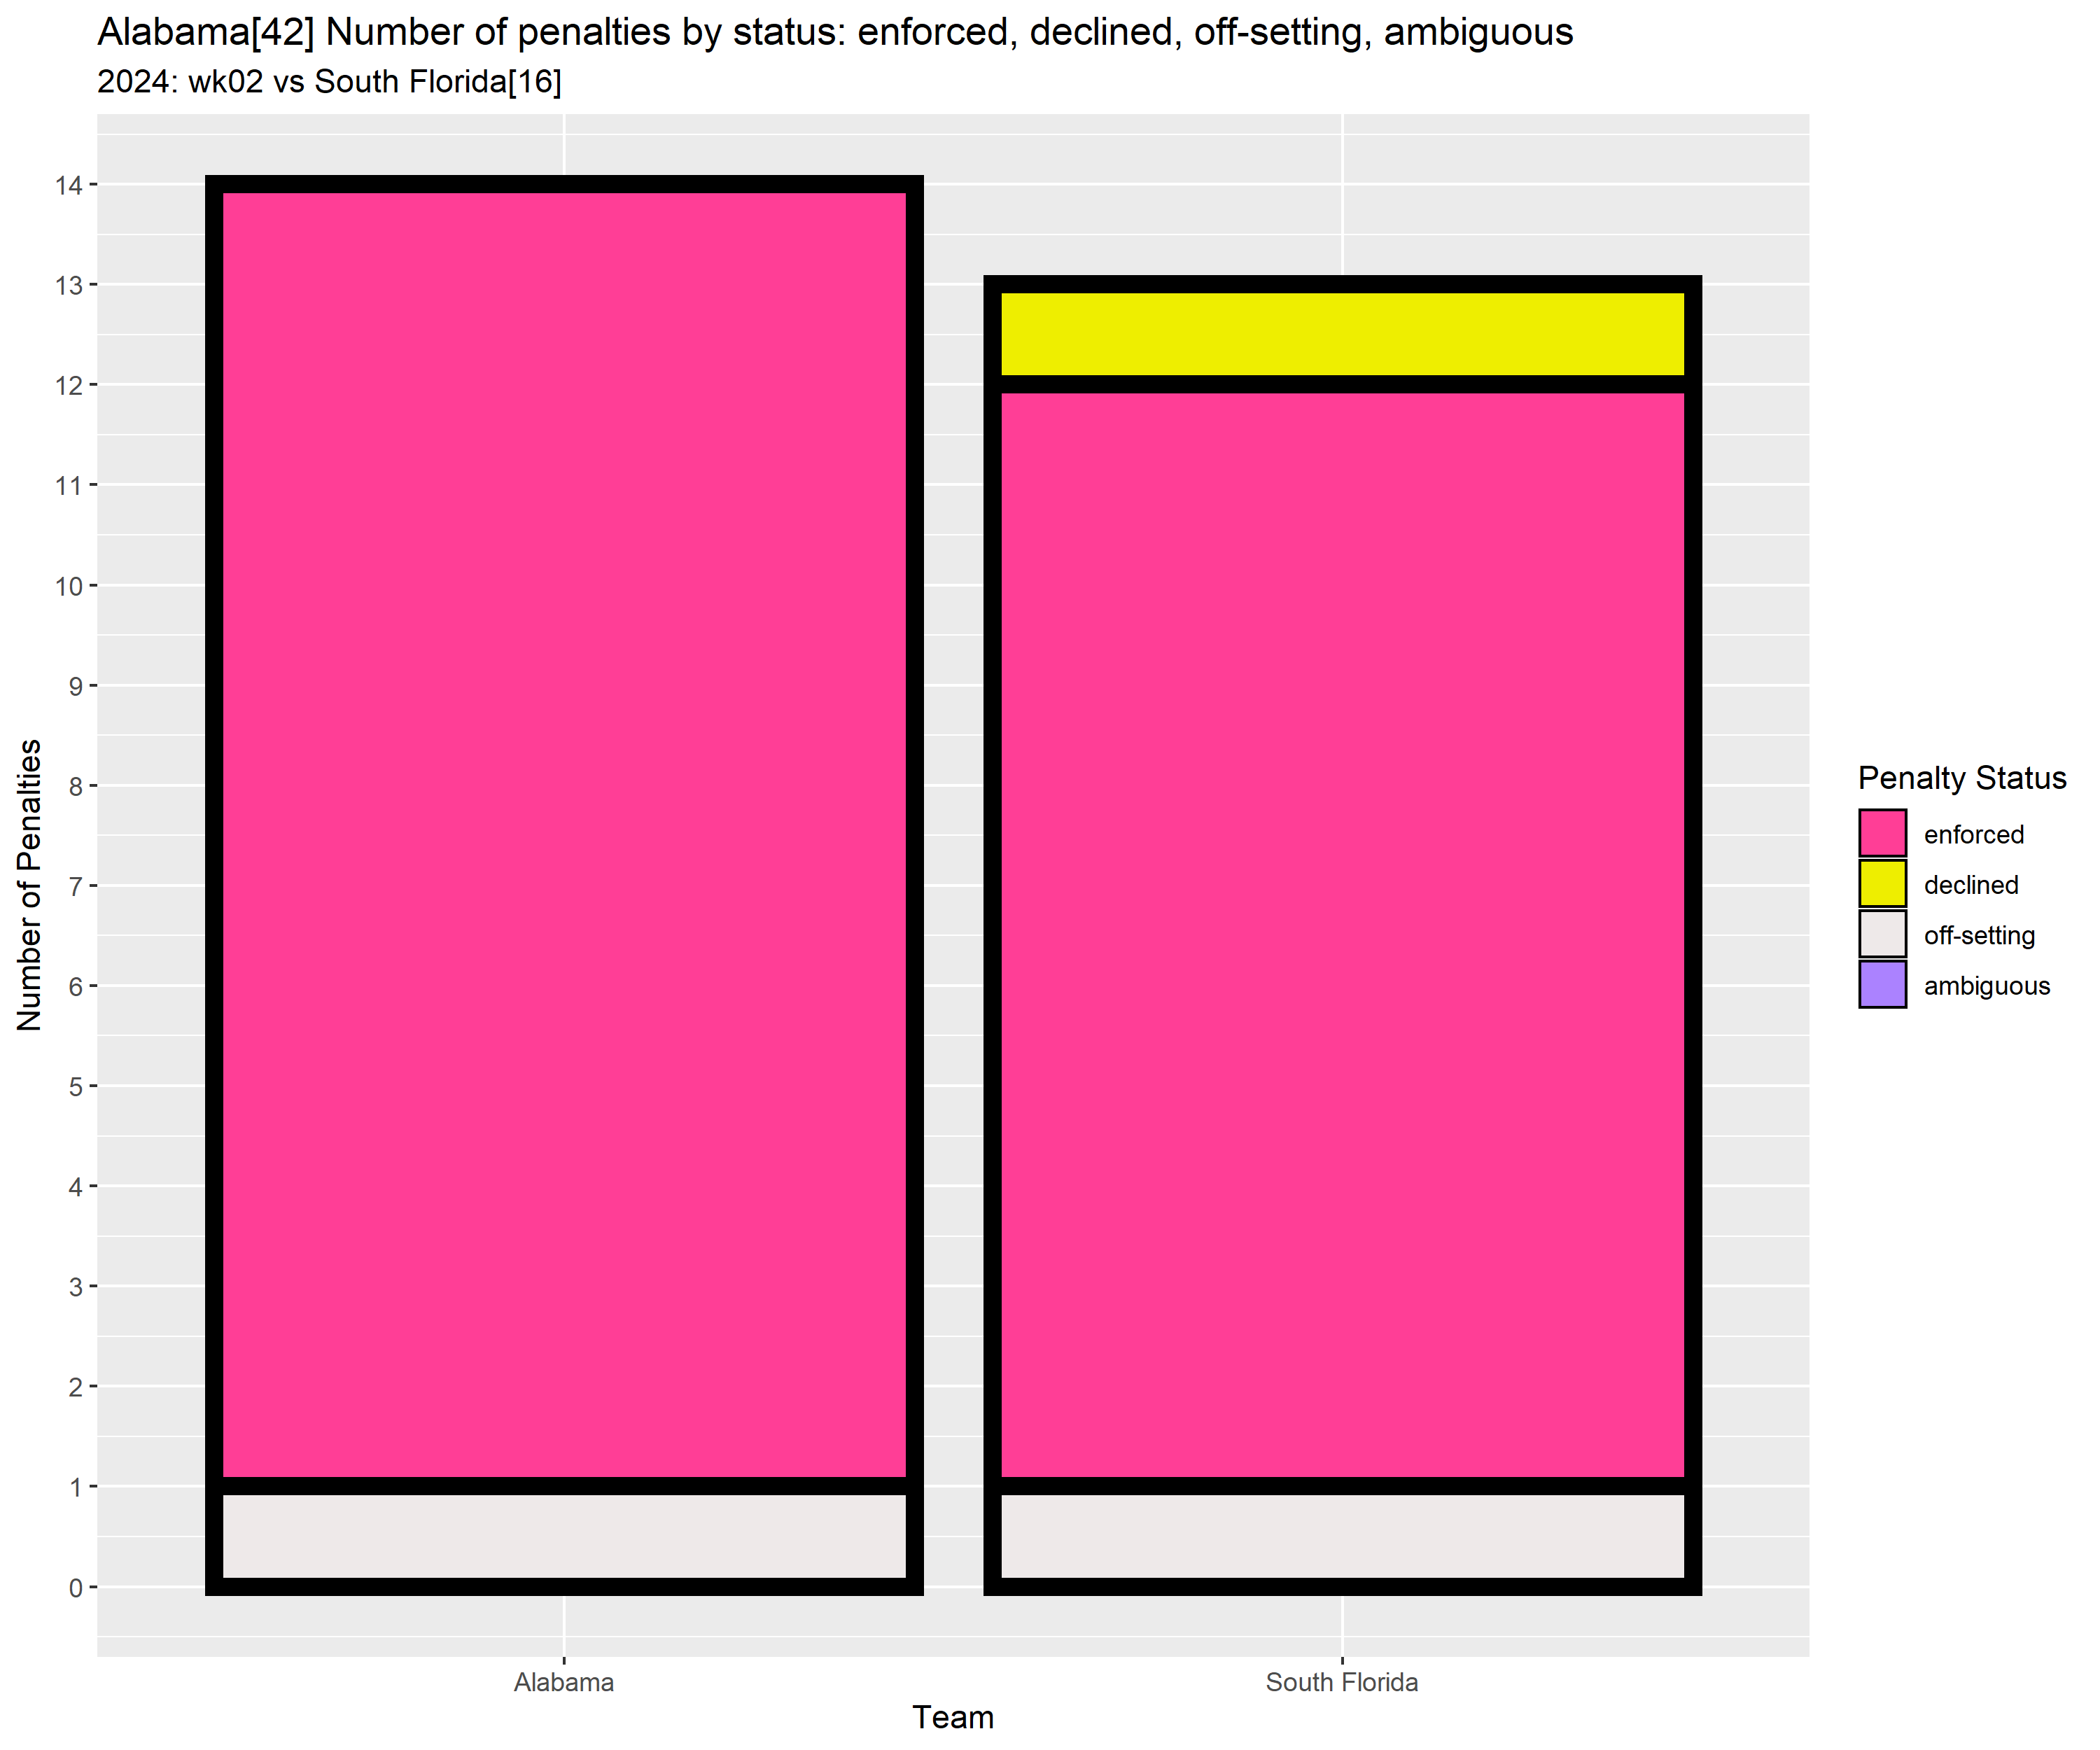 Alabama[42] Number of penalties by status: enforced, declined, off-setting, ambiguous
2024: wk02 vs South Florida[16]
14
13
12
11
10
9
8
7
6
5
4
3
2
1
0
Number of Penalties
Alabama
South Florida
Team
Penalty Status
enforced
declined
off-setting
ambiguous